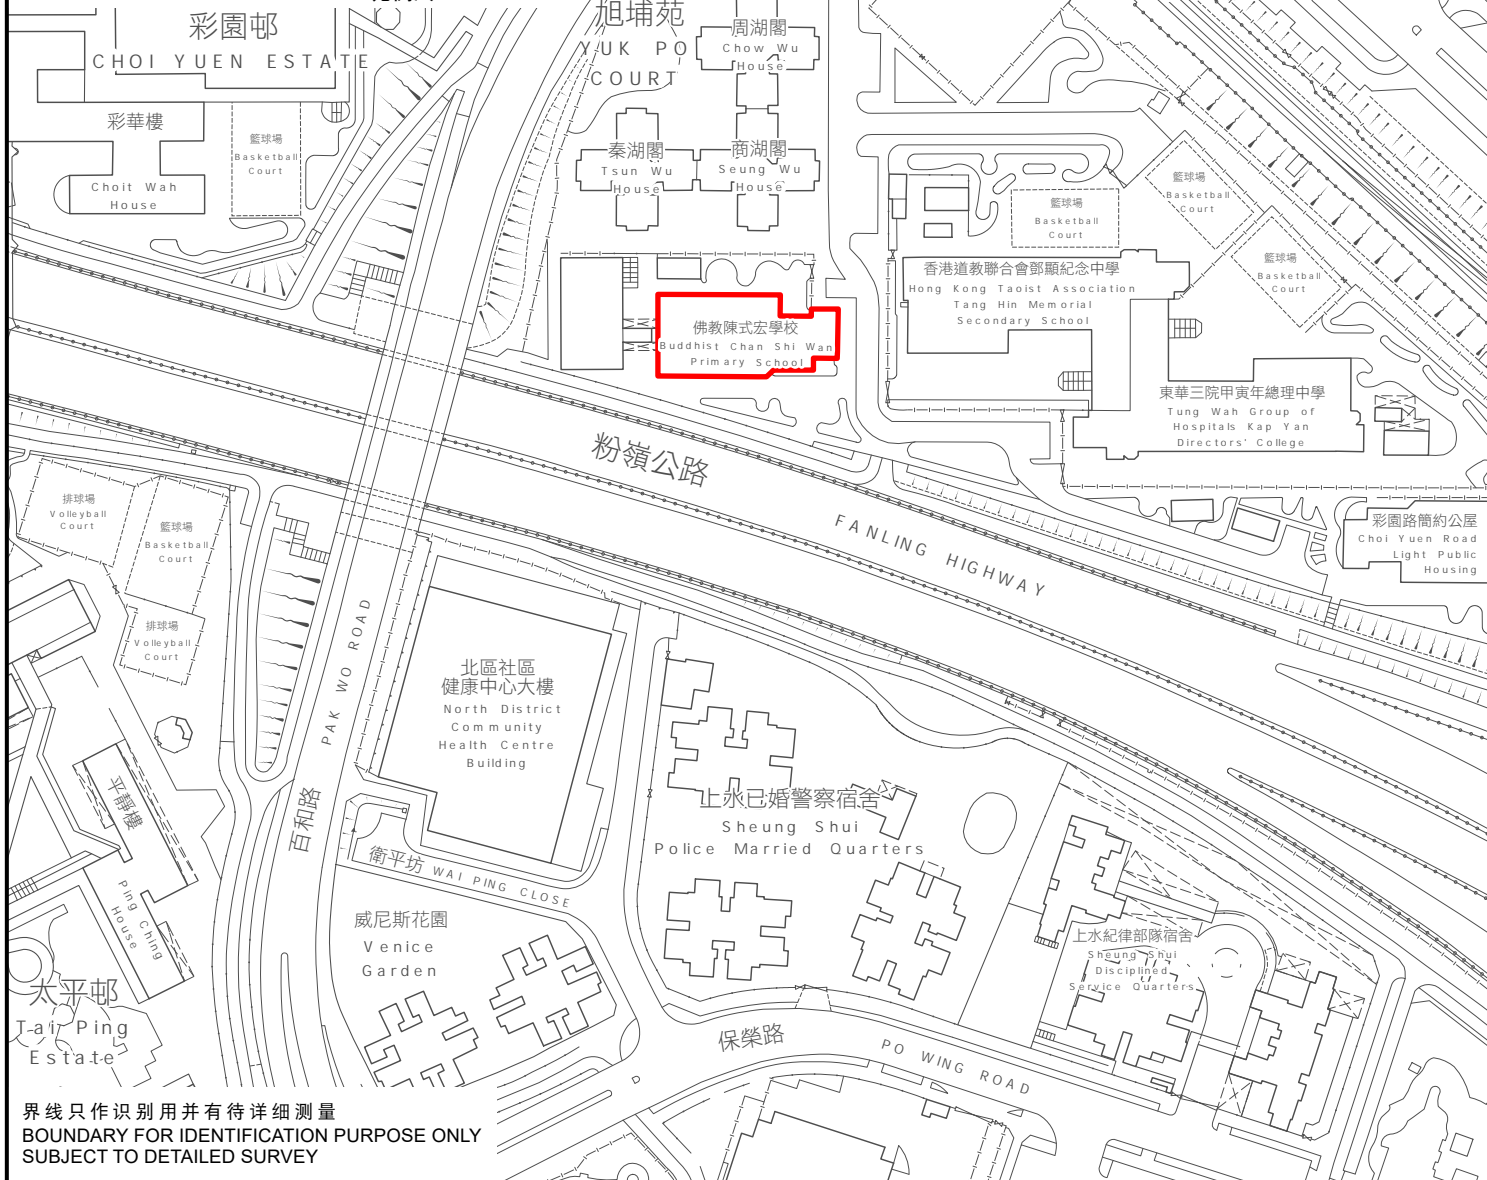 彩園邨
CHOI YUEN ESTATE
旭埔苑
YUK PO
COURT
周湖閣
Chow Wu
House
彩華樓
Choit Wah
House
籃球場
Basketball
Court
秦湖閣
Tsun Wu
House
商湖閣
Seung Wu
House
籃球場
Basketball
Court
籃球場
Basketball
Court
籃球場
Basketball
Court
香港道教聯合會鄧顯紀念中學
Hong Kong Taoist Association
Tang Hin Memorial
Secondary School
佛教陳式宏學校
Buddhist Chan Shi Wan
Primary School
東華三院甲寅年總理中學
Tung Wah Group of
Hospitals Kap Yan
Directors' College
粉嶺公路
FANLING HIGHWAY
彩園路簡約公屋
Choi Yuen Road
Light Public
Housing
排球場
Volleyball
Court
籃球場
Basketball
Court
排球場
Volleyball
Court
百和路
PAK WO ROAD
北區社區
健康中心大樓
North District
Community
Health Centre
Building
平靜樓
Ping Ching
House
上水已婚警察宿舍
Sheung Shui
Police Married Quarters
衛平坊 WAI PING CLOSE
威尼斯花園
Venice
Garden
上水紀律部隊宿舍
Sheung Shui
Disciplined
Service Quarters
太平邨
Tai Ping
Estate
保榮路
PO WING ROAD
界线只作识别用并有待详细测量
BOUNDARY FOR IDENTIFICATION PURPOSE ONLY
SUBJECT TO DETAILED SURVEY